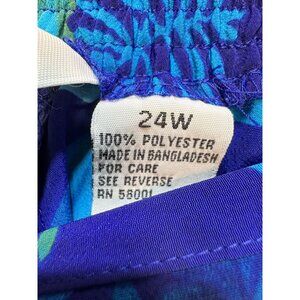 24W
100% POLYESTER
MADE IN BANGLADESH
FOR CARE
SEE REVERSE
RN 58001